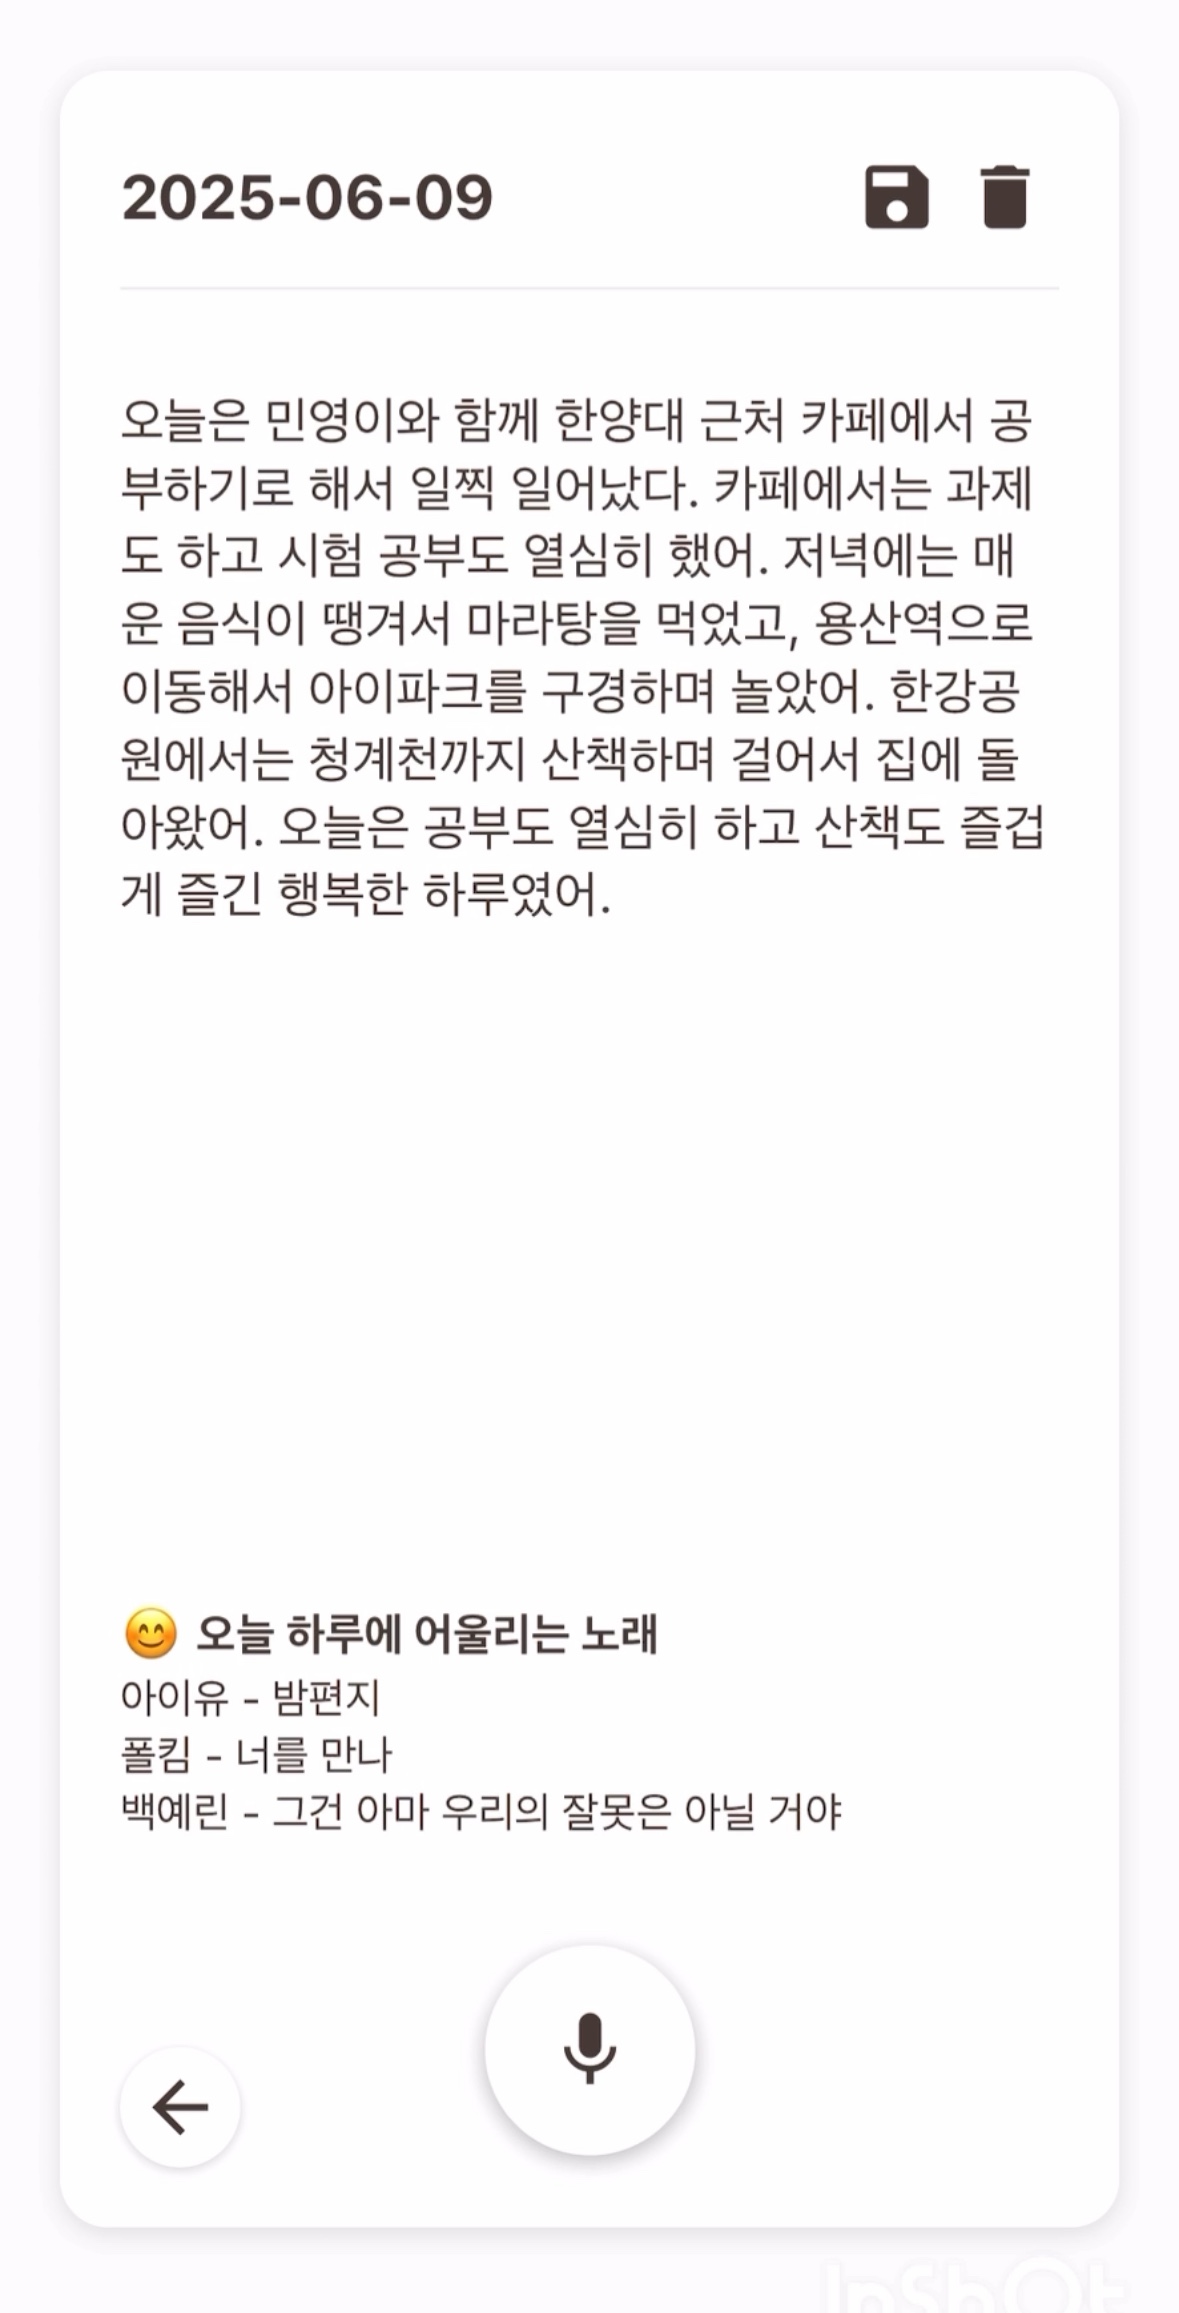 2025-06-09
오늘은 민영이와 함께 한양대 근처 카페에서 공
부하기로 해서 일찍 일어났다. 카페에서는 과제
도 하고 시험 공부도 열심히 했어. 저녁에는 매
운 음식이 땡겨서 마라탕을 먹었고, 용산역으로
이동해서 아이파크를 구경하며 놀았어. 한강공
원에서는 청계천까지 산책하며 걸어서 집에 돌
아왔어. 오늘은 공부도 열심히 하고 산책도 즐겁
게 즐긴 행복한 하루였어.
😊 오늘 하루에 어울리는 노래
아이유 - 밤편지
폴킴 - 너를 만나
백예린 - 그건 아마 우리의 잘못은 아닐 거야
InShOt